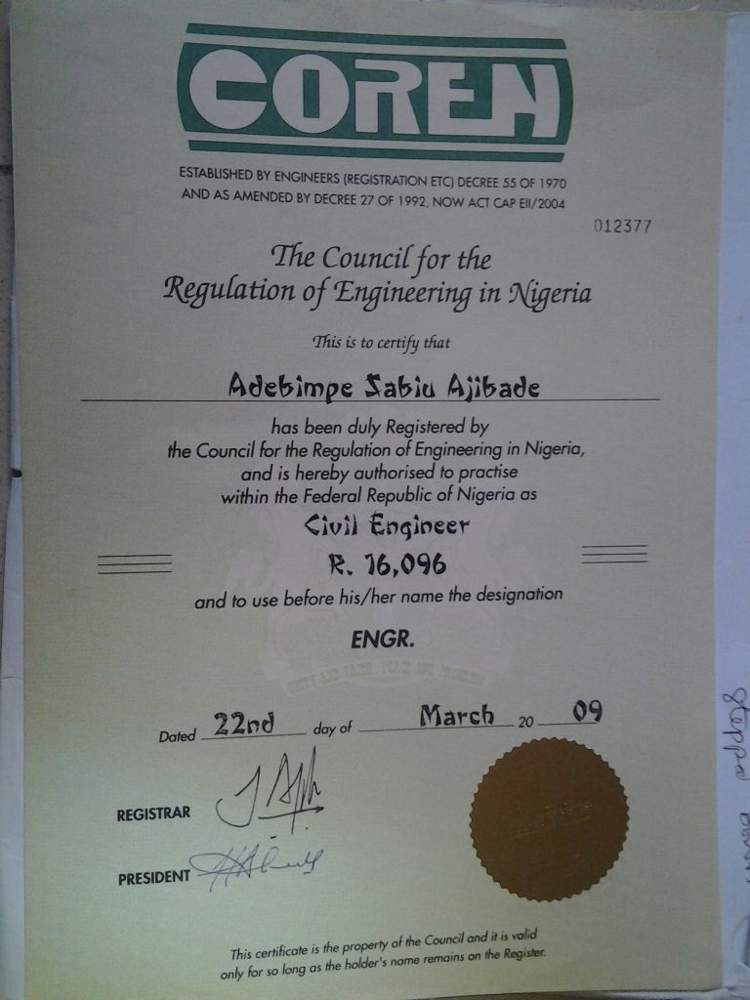 COREN
ESTABLISHED BY ENGINEERS (REGISTRATION ETC) DECREE 55 OF 1970
AND AS AMENDED BY DECREE 27 OF 1992, NOW ACT CAP EII/2004
012377
The Council for the
Regulation of Engineering in Nigeria
This is to certify that
Adebimpe Sabiu Ajibade
has been duly Registered by
the Council for the Regulation of Engineering in Nigeria,
and is hereby authorised to practise
within the Federal Republic of Nigeria as
Civil Engineer
R. 16,096
and to use before his/her name the designation
ENGR.
UNITY AND FAITH, PEACE AND PROGRESS
Dated 22nd day of March 20 09
REGISTRAR
PRESIDENT
This certificate is the property of the Council and it is valid
only for so long as the holder's name remains on the Register.